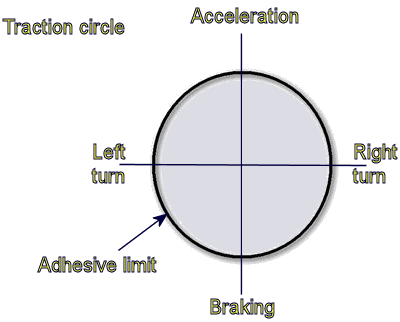 Acceleration
Traction circle
Left
turn
Right
turn
Adhesive limit
Braking